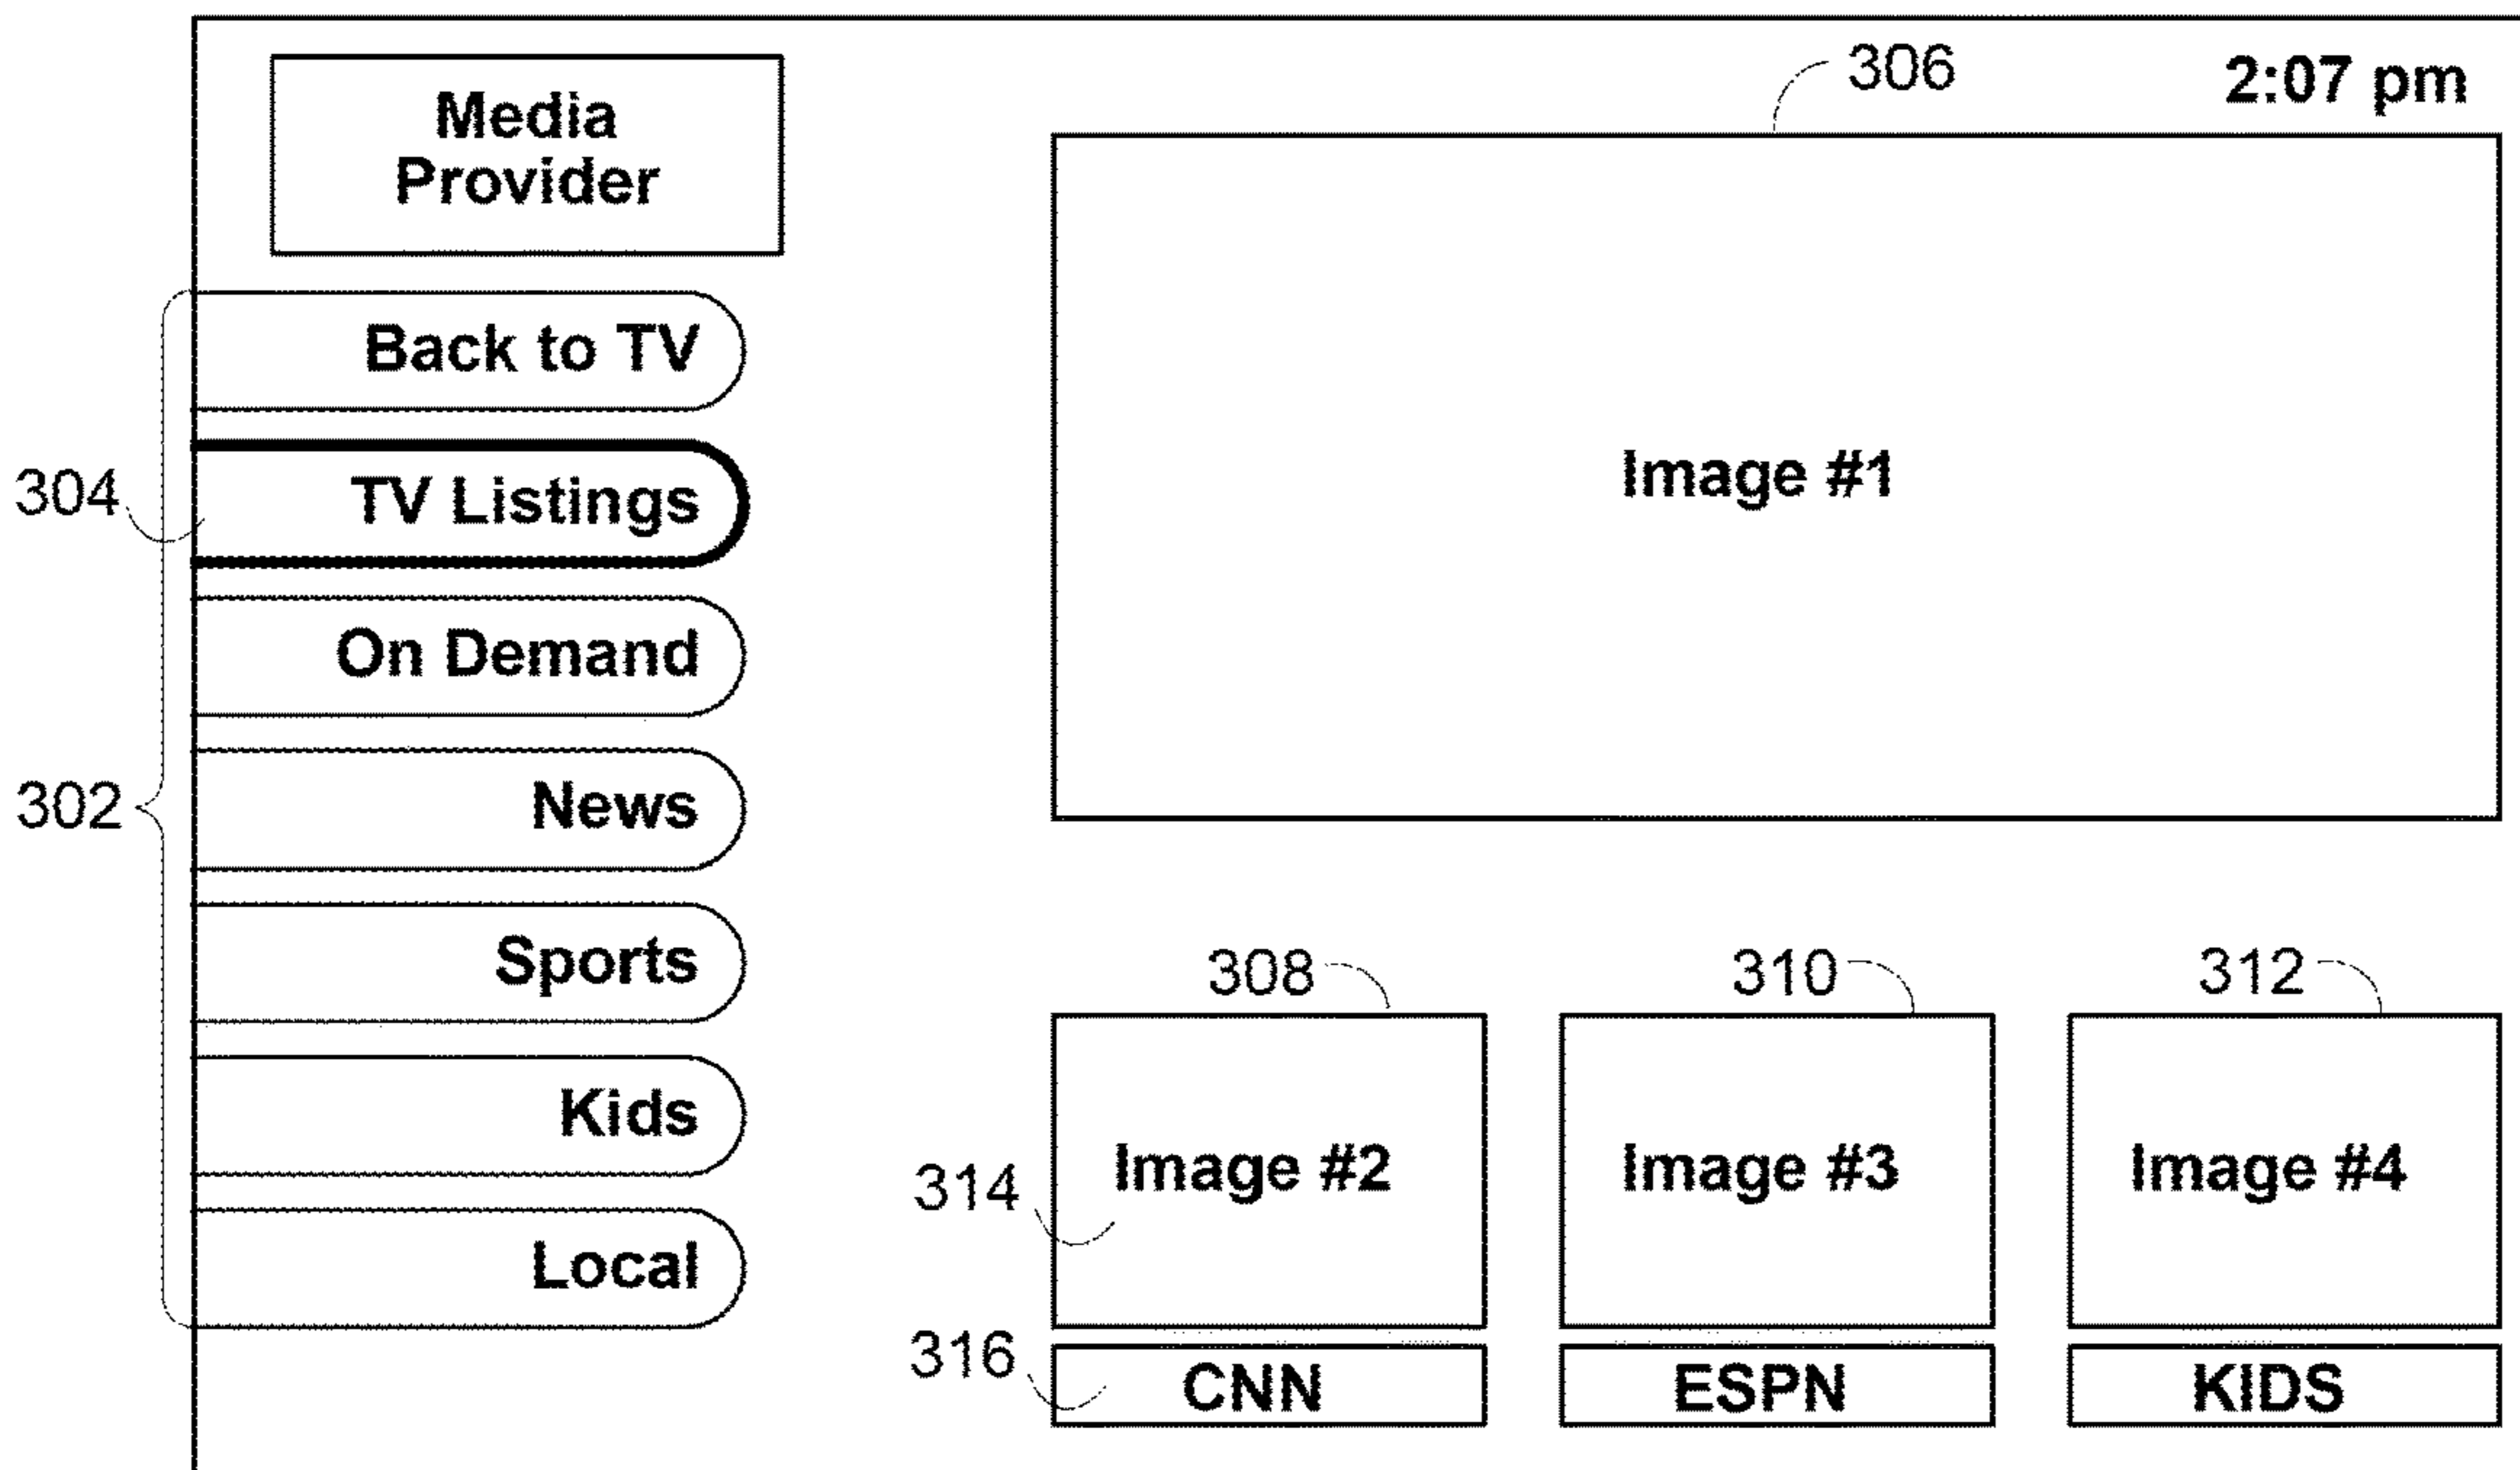 306
2:07 pm
Media
Provider
Back to TV
304
TV Listings
Image #1
On Demand
302
News
Sports
308
310
312
Kids
314
Image #2
Image #3
Image #4
Local
316
CNN
ESPN
KIDS